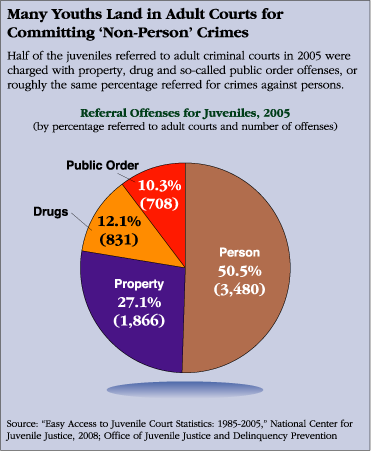 Many Youths Land in Adult Courts for
Committing ‘Non-Person’ Crimes
Half of the juveniles referred to adult criminal courts in 2005 were
charged with property, drug and so-called public order offenses, or
roughly the same percentage referred for crimes against persons.
Referral Offenses for Juveniles, 2005
(by percentage referred to adult courts and number of offenses)
Public Order
10.3%
(708)
Drugs
12.1%
(831)
Person
50.5%
(3,480)
Property
27.1%
(1,866)
Source: “Easy Access to Juvenile Court Statistics: 1985-2005,” National Center for
Juvenile Justice, 2008; Office of Juvenile Justice and Delinquency Prevention